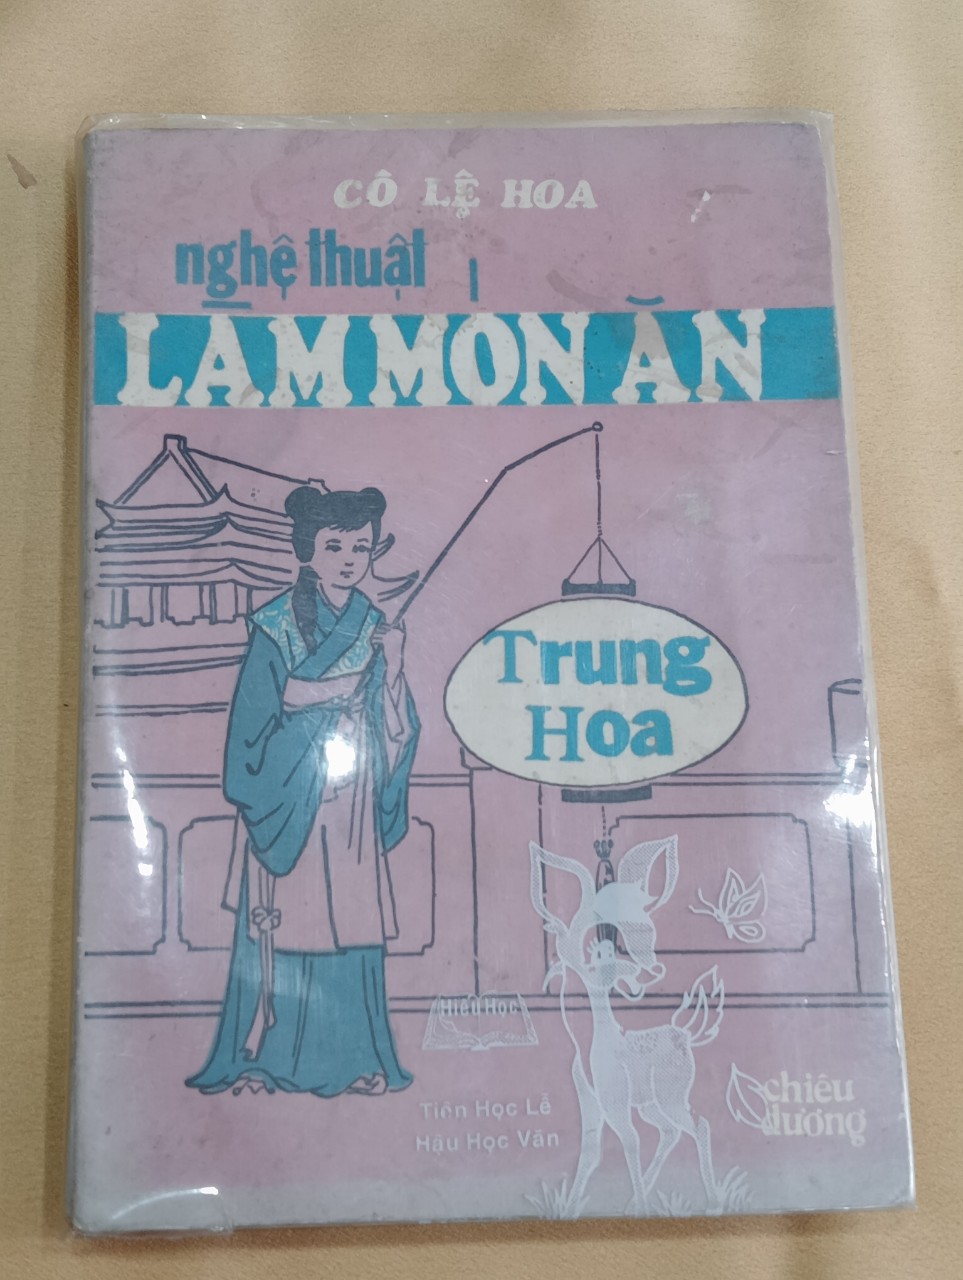 CÔ LỆ HOA
nghệ thuật
LÀM MÓN ĂN
Trung
Hoa
Hiếu Học
Tiên Học Lễ
Hậu Học Văn
chiêu
dương